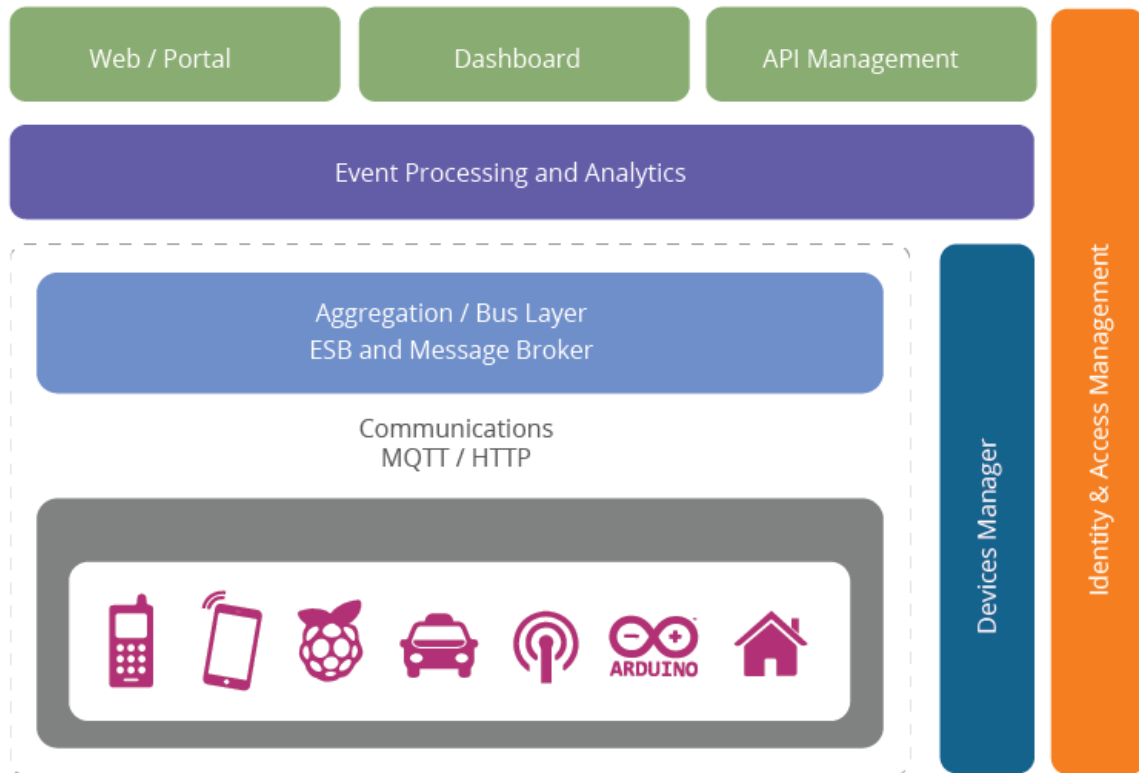 Web / Portal
Dashboard
API Management
Event Processing and Analytics
Aggregation / Bus Layer
ESB and Message Broker
Communications
MQTT / HTTP
ARDUINO
Devices Manager
Identity & Access Management